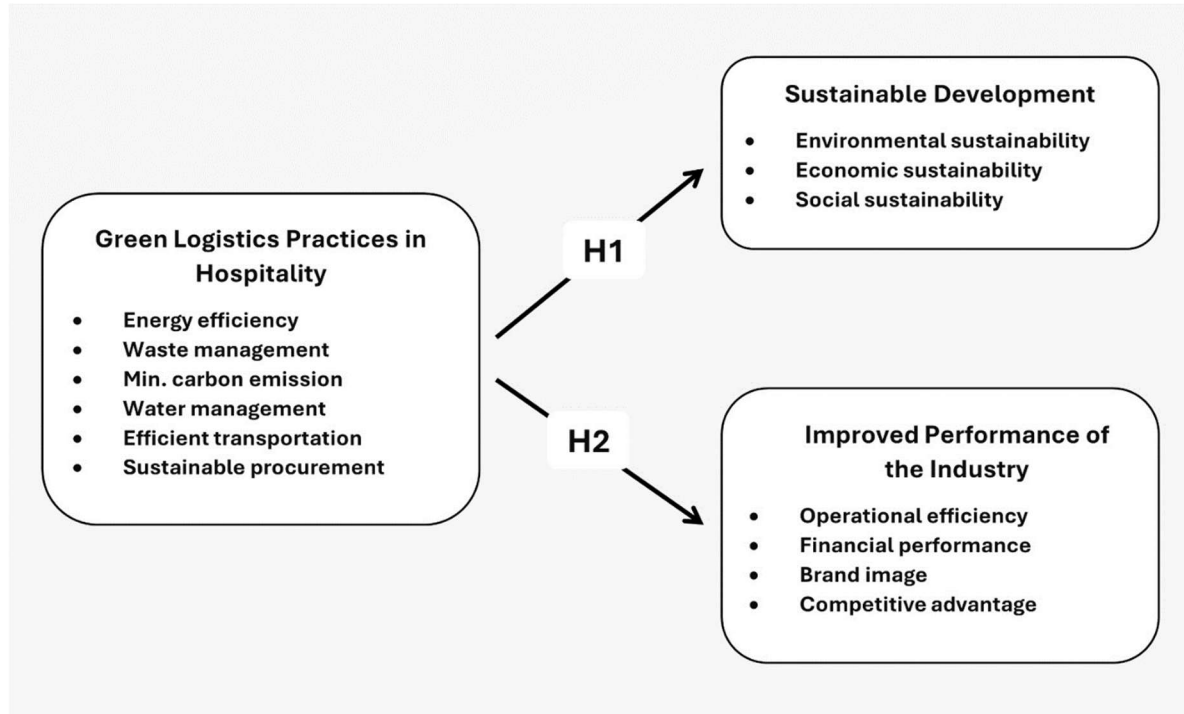 Green Logistics Practices in
Hospitality
• Energy efficiency
• Waste management
• Min. carbon emission
• Water management
• Efficient transportation
• Sustainable procurement
H1
H2
Sustainable Development
• Environmental sustainability
• Economic sustainability
• Social sustainability
Improved Performance of
the Industry
• Operational efficiency
• Financial performance
• Brand image
• Competitive advantage